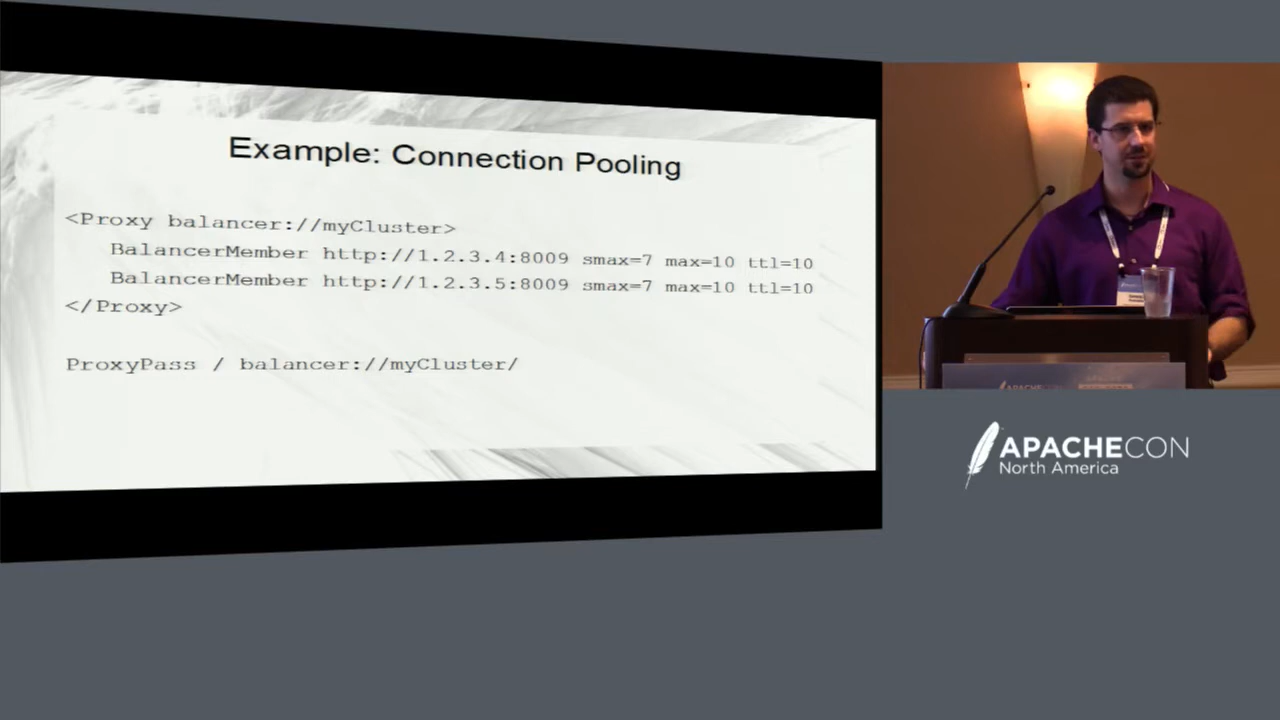 Example: Connection Pooling
<Proxy balancer://myCluster>
BalancerMember http://1.2.3.4:8009 smax=7 max=10 ttl=10
BalancerMember http://1.2.3.5:8009 smax=7 max=10 ttl=10
</Proxy>
ProxyPass / balancer://myCluster/
APACHE
APACHECON
North America